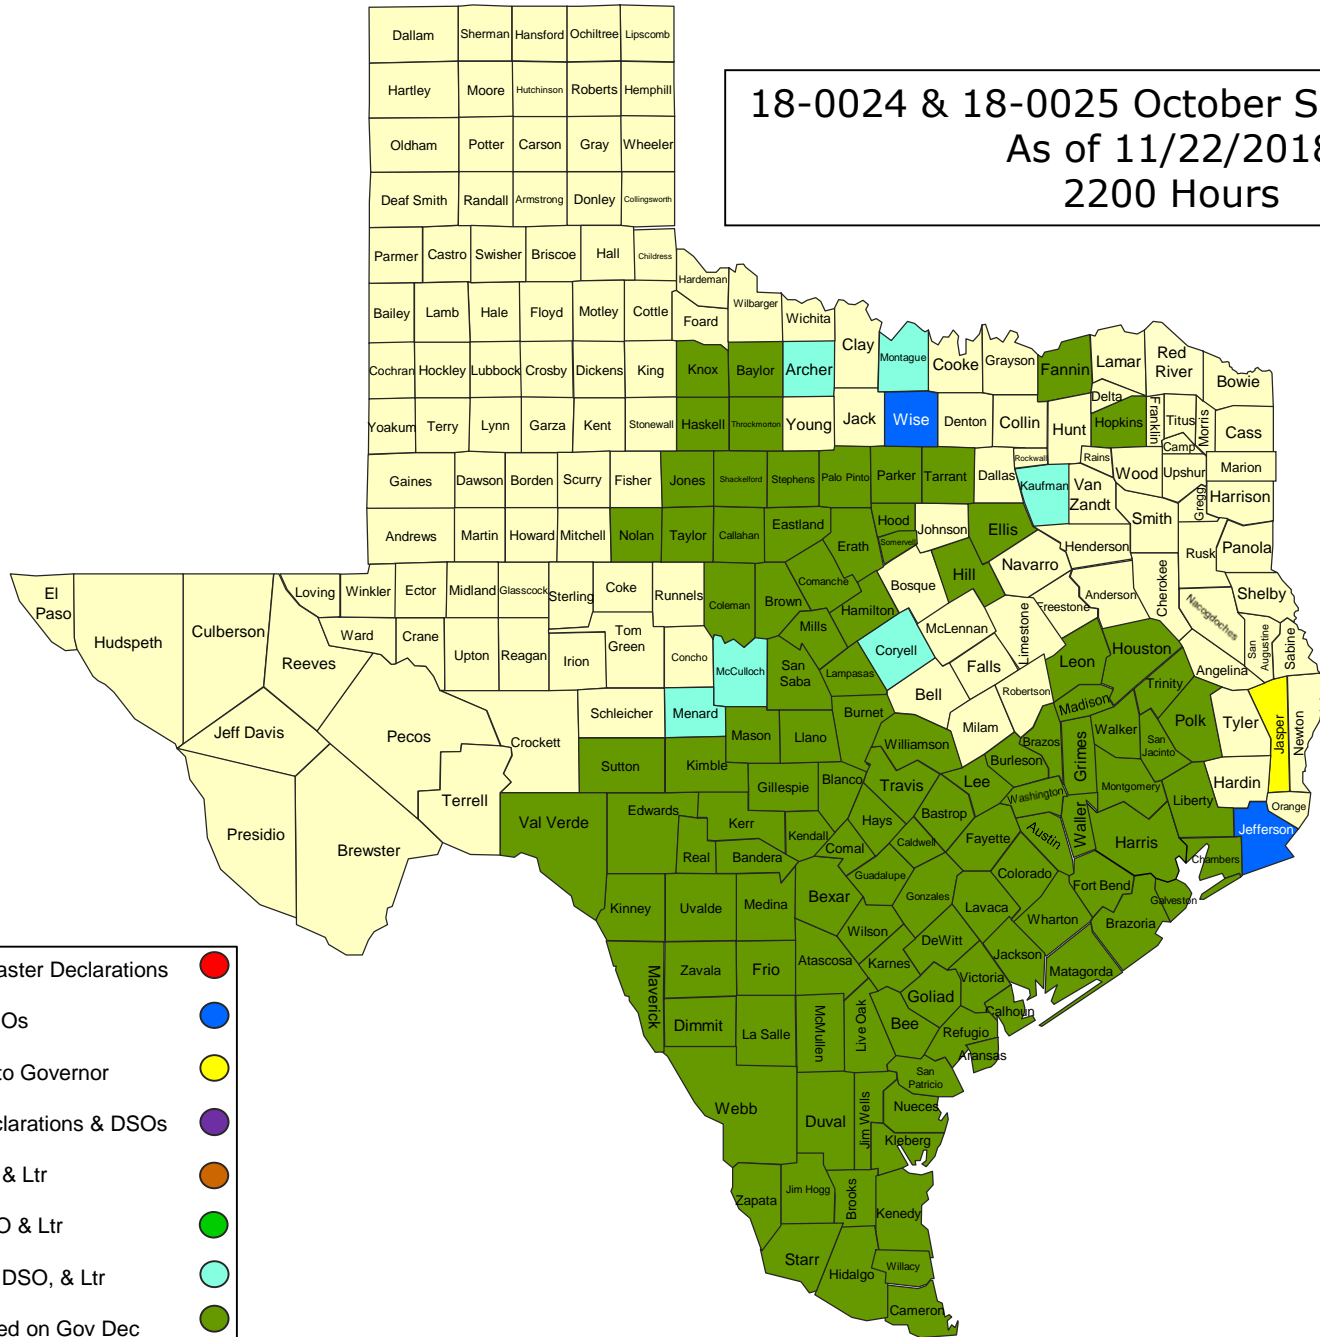 18-0024 & 18-0025 October S
As of 11/22/2018
2200 Hours
Dallam Sherman Hansford Ochiltree Lipscomb
Hartley Moore Hutchinson Roberts Hemphill
Oldham Potter Carson Gray Wheeler
Deaf Smith Randall Armstrong Donley Collingsworth
Parmer Castro Swisher Briscoe Hall Childress
Hardeman
Bailey Lamb Hale Floyd Motley Cottle Foard Wilbarger Wichita Clay Montague Cooke Grayson Fannin Lamar Red River Bowie
Cochran Hockley Lubbock Crosby Dickens King Knox Baylor Archer
Yoakum Terry Lynn Garza Kent Stonewall Haskell Throckmorton Young Jack Wise Denton Collin Hunt Delta Hopkins Franklin Titus Camp Morris Cass
Gaines Dawson Borden Scurry Fisher Jones Shackelford Stephens Palo Pinto Parker Tarrant Dallas Rockwall Kaufman Rains Van Zandt Wood Upshur Gregg Marion Harrison
Andrews Martin Howard Mitchell Nolan Taylor Callahan Eastland Erath Hood Somervell Johnson Ellis Henderson Smith Rusk Panola
El Paso Hudspeth Culberson Loving Winkler Ector Midland Glasscock Sterling Coke Runnels Coleman Brown Comanche Hamilton Bosque Hill Navarro Freestone Anderson Cherokee Nacogdoches Shelby
Reeves Ward Crane Upton Reagan Irion Tom Green Concho McCulloch Mills San Saba Lampasas Coryell McLennan Falls Limestone Leon Houston Angelina San Augustine Sabine
Jeff Davis Pecos Crockett Schleicher Menard Mason Llano Burnet Bell Milam Robertson Madison Trinity Polk Tyler Jasper Newton
Presidio Brewster Terrell Sutton Kimble Gillespie Blanco Williamson Travis Lee Burleson Brazos Grimes Walker San Jacinto Montgomery Liberty Hardin Orange Jefferson
Val Verde Edwards Real Kerr Bandera Kendall Comal Hays Caldwell Bastrop Fayette Washington Austin Waller Harris Chambers
Kinney Uvalde Medina Bexar Guadalupe Gonzales Lavaca Colorado Wharton Fort Bend Brazoria Galveston
Maverick Zavala Frio Atascosa Wilson Karnes DeWitt Jackson Matagorda
Dimmit La Salle McMullen Live Oak Bee Goliad Victoria Calhoun Refugio Aransas
Webb Duval Jim Wells San Patricio Nueces Kleberg
Zapata Jim Hogg Brooks Kenedy
Starr Hidalgo Willacy Cameron
aster Declarations
Os
to Governor
clarations & DSOs
& Ltr
O & Ltr
DSO, & Ltr
ed on Gov Dec